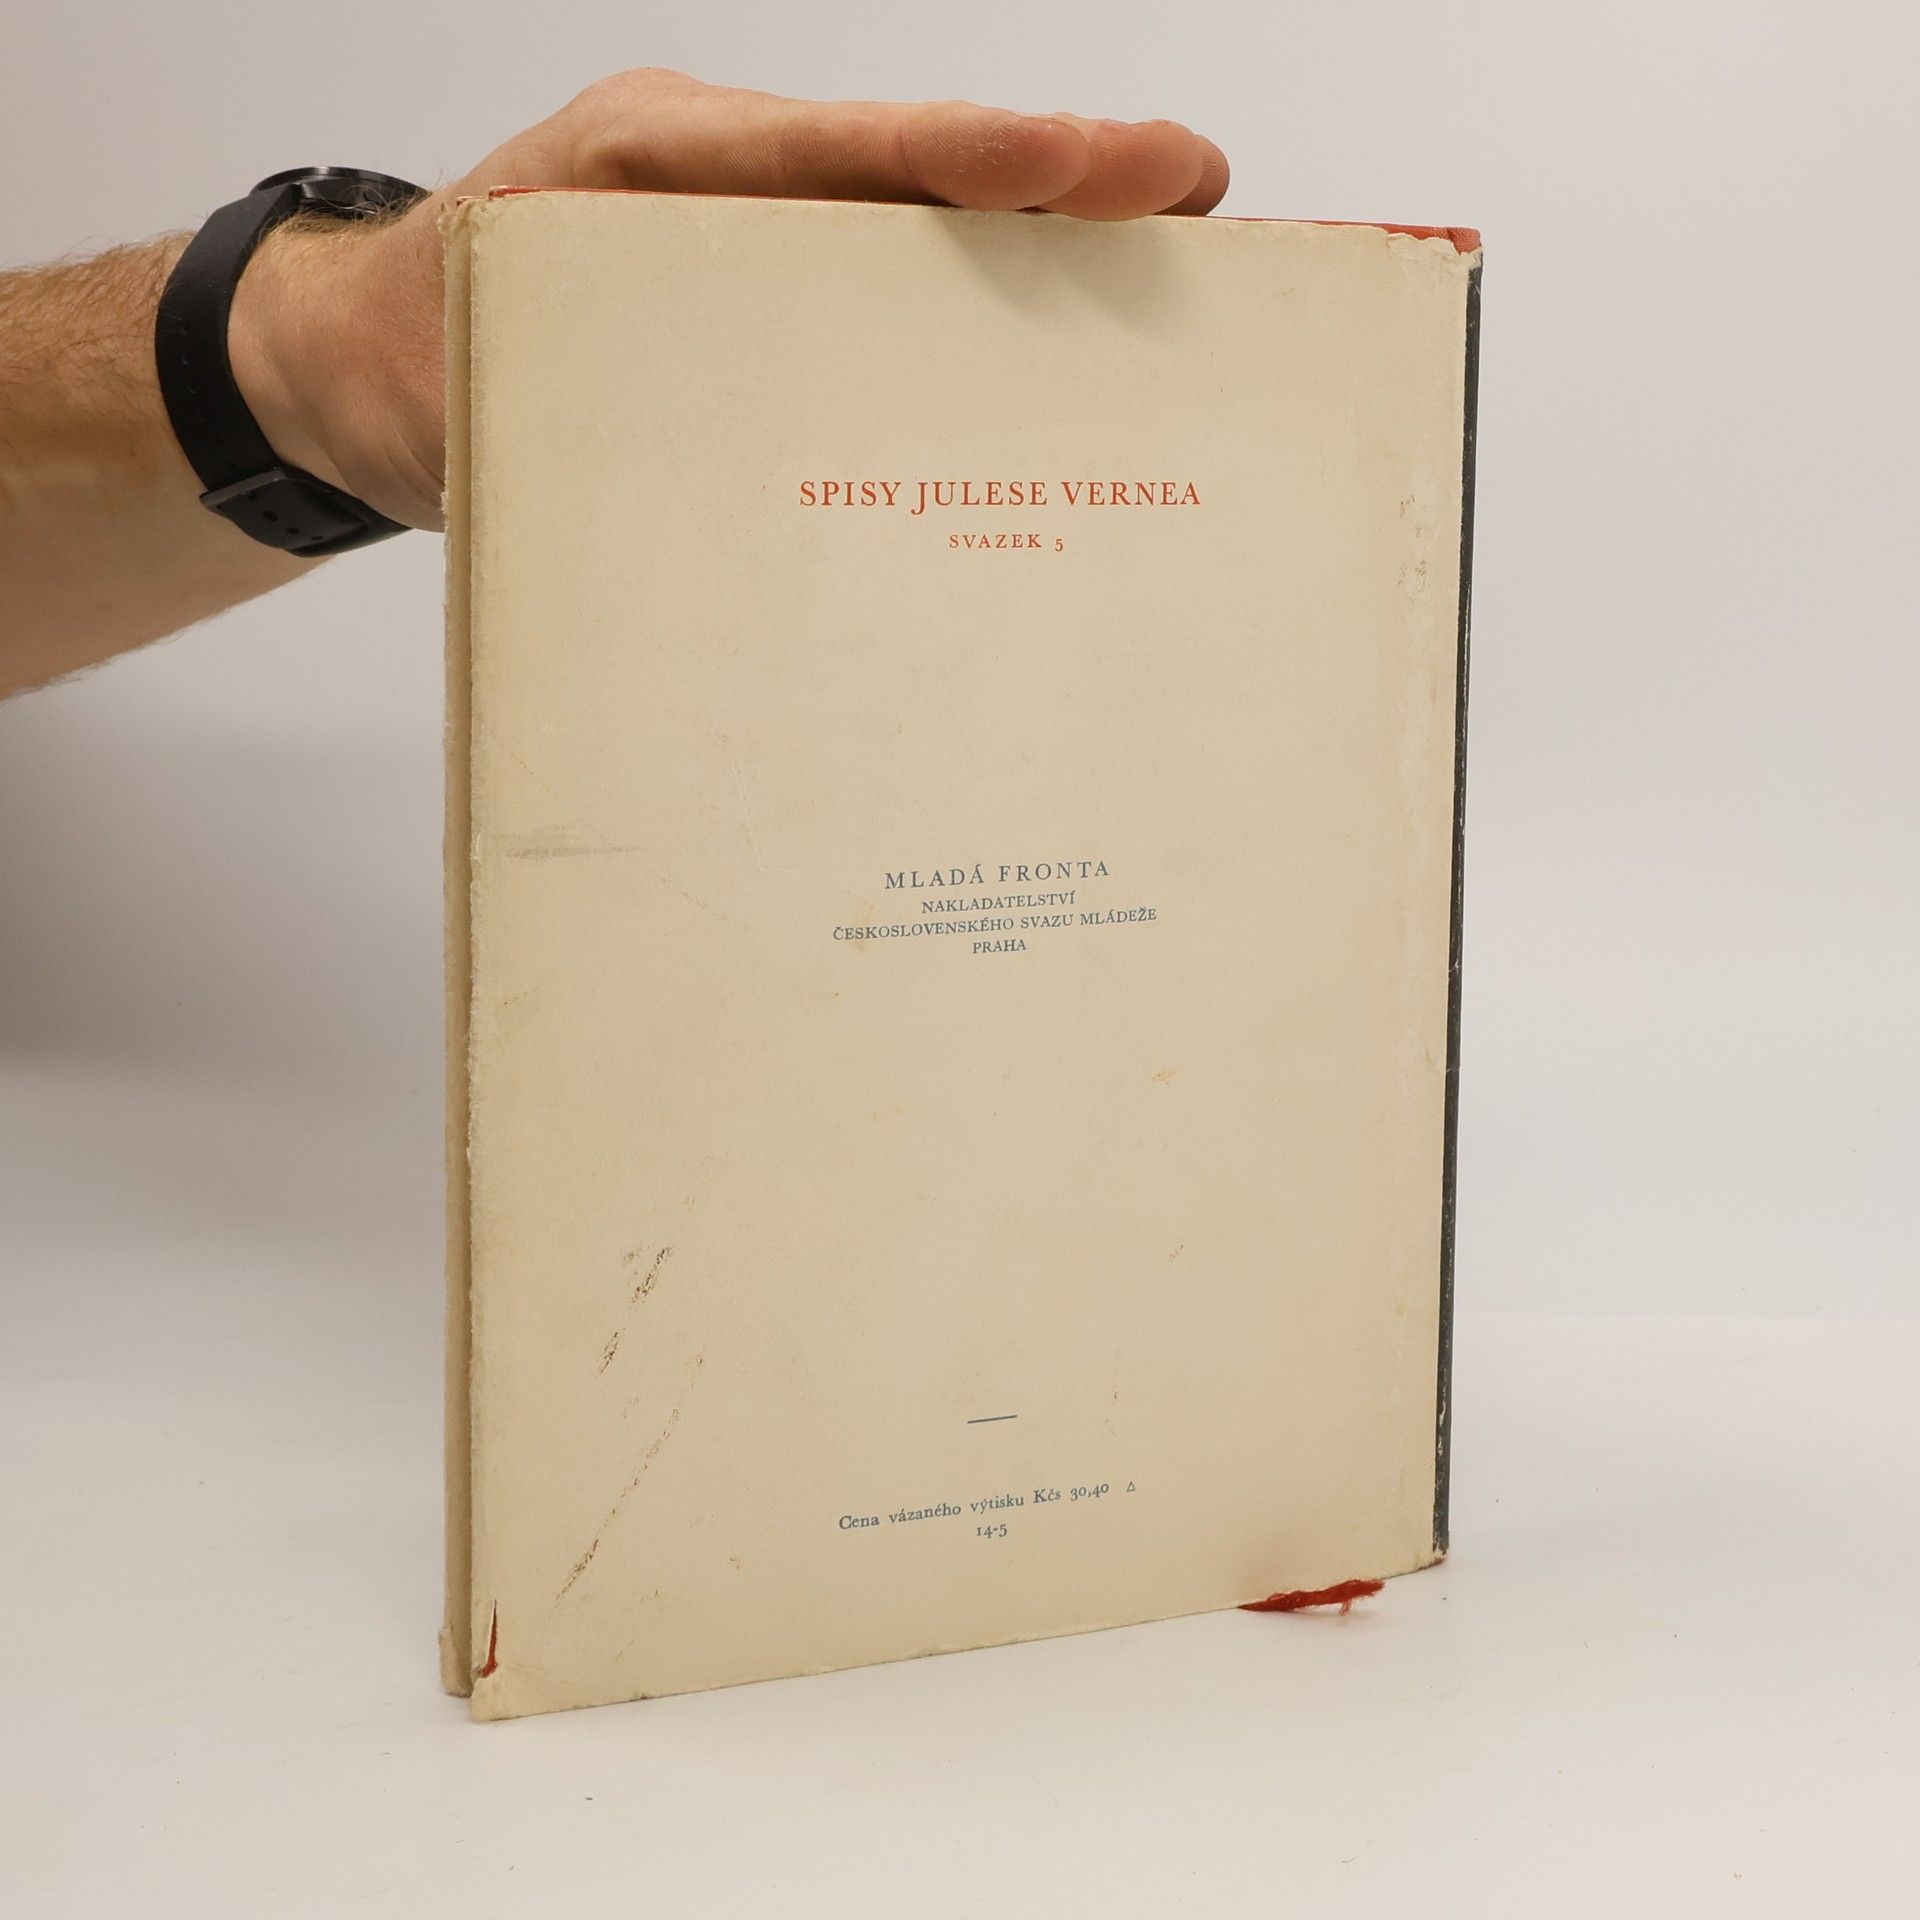 SPISY JULESE VERNEA
SVAZEK 5
MLADÁ FRONTA
NAKLADATELSTVÍ
ČESKOSLOVENSKÉHO SVAZU MLÁDEŽE
PRAHA
Cena vázaného výtisku Kčs 30,40 △
14-5